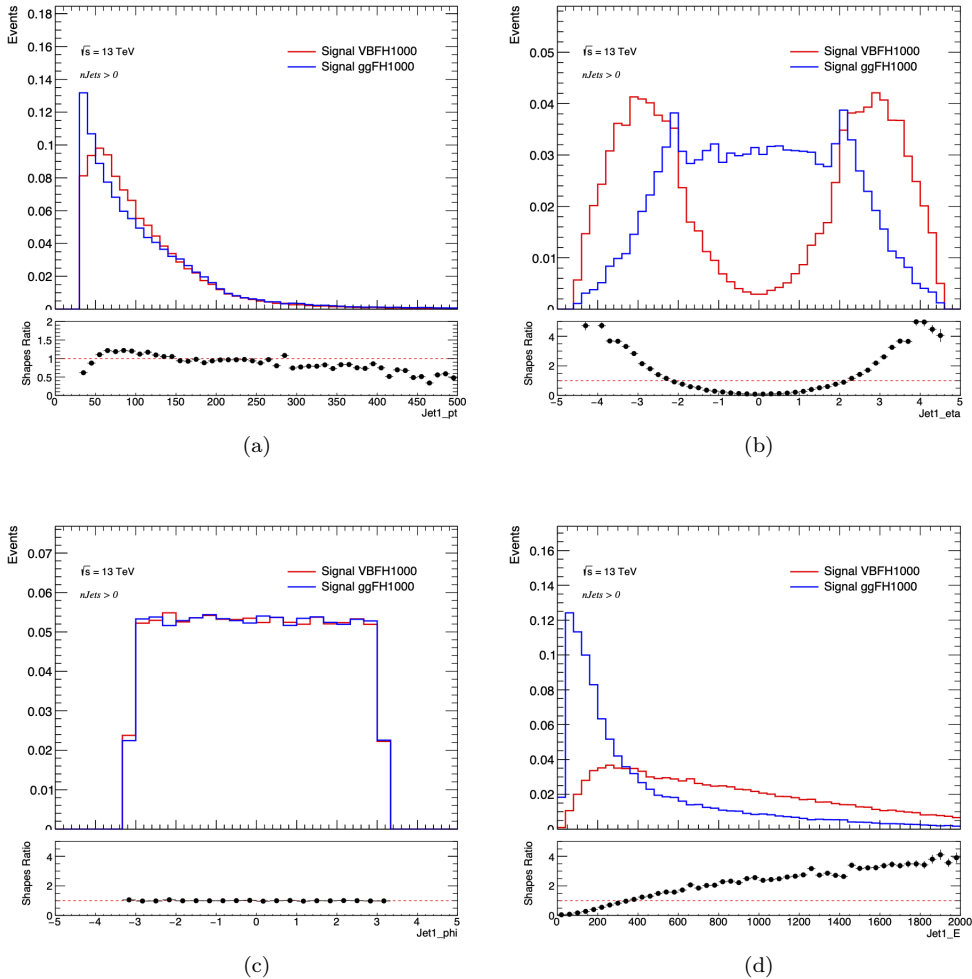 Events
0.18
0.16
0.14
0.12
0.1
0.08
0.06
0.04
0.02
0
√s = 13 TeV
nJets > 0
Signal VBFH1000
Signal ggFH1000
Shapes Ratio
2
1.5
1
0.5
0
0 50 100 150 200 250 300 350 400 450 500
Jet1_pt
(a)
Events
0.05
0.04
0.03
0.02
0.01
0
√s = 13 TeV
nJets > 0
Signal VBFH1000
Signal ggFH1000
Shapes Ratio
4
2
0
−5 −4 −3 −2 −1 0 1 2 3 4 5
Jet1_eta
(b)
Events
0.07
0.06
0.05
0.04
0.03
0.02
0.01
0
√s = 13 TeV
nJets > 0
Signal VBFH1000
Signal ggFH1000
Shapes Ratio
4
2
0
−5 −4 −3 −2 −1 0 1 2 3 4 5
Jet1_phi
(c)
Events
0.16
0.14
0.12
0.1
0.08
0.06
0.04
0.02
0
√s = 13 TeV
nJets > 0
Signal VBFH1000
Signal ggFH1000
Shapes Ratio
4
2
0
0 200 400 600 800 1000 1200 1400 1600 1800 2000
Jet1_E
(d)